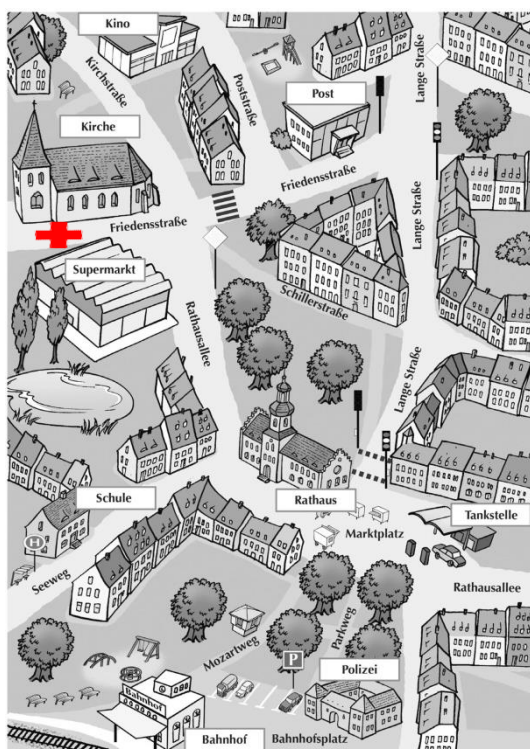 Kino
Kirchstraße
Poststraße
Post
Lange Straße
Kirche
Friedensstraße
Friedensstraße
Lange Straße
Supermarkt
Schillerstraße
Rathausallee
Lange Straße
Schule
Rathaus
Tankstelle
H
Marktplatz
Seeweg
Rathausallee
Mozartweg
Parkweg
P
Polizei
Bahnhof
Bahnhof
Bahnhofsplatz